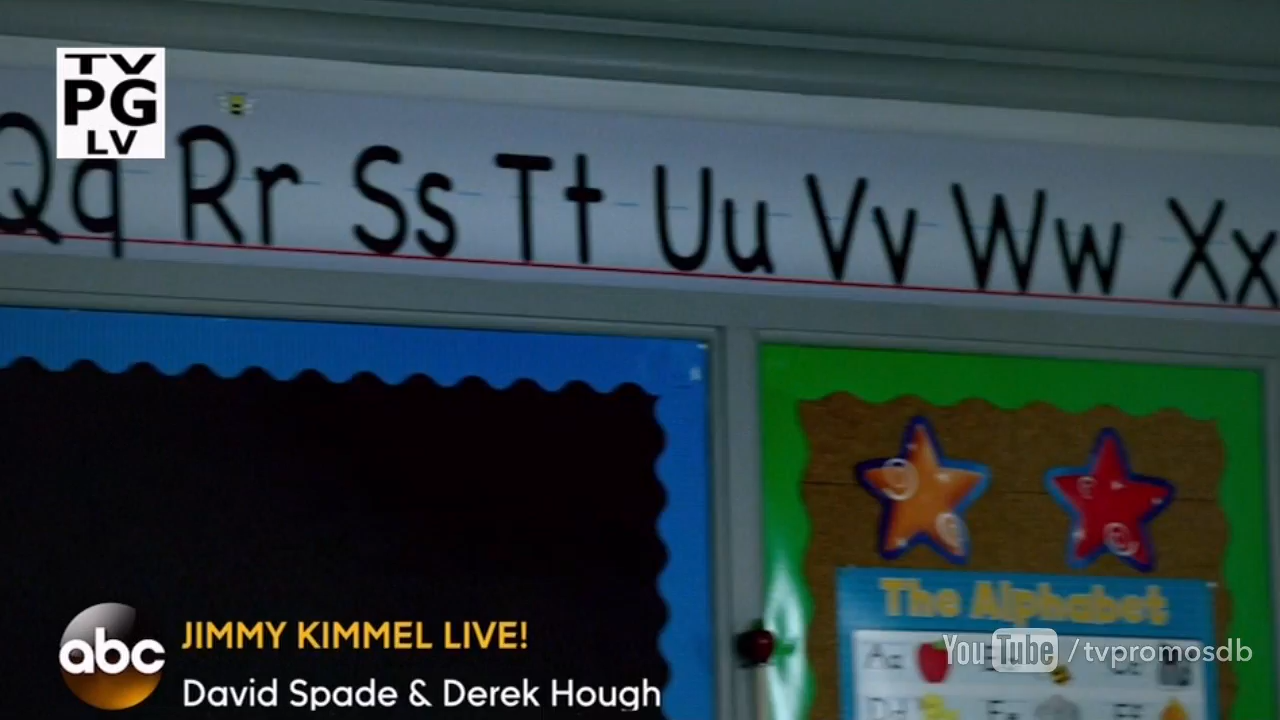 TV
PG
LV
Qq Rr Ss Tt Uu Vv Ww Xx
The Alphabet
Aa
abc
JIMMY KIMMEL LIVE!
David Spade & Derek Hough
YouTube /tvpromosdb